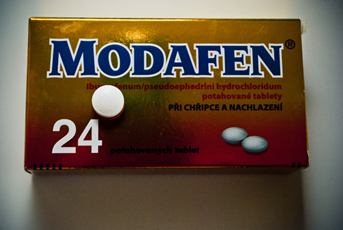 MODAFEN®
Ibuprofenum/pseudoephedrini hydrochloridum
potahované tablety
PŘI CHŘIPCE A NACHLAZENÍ
24
potahovaných tablet